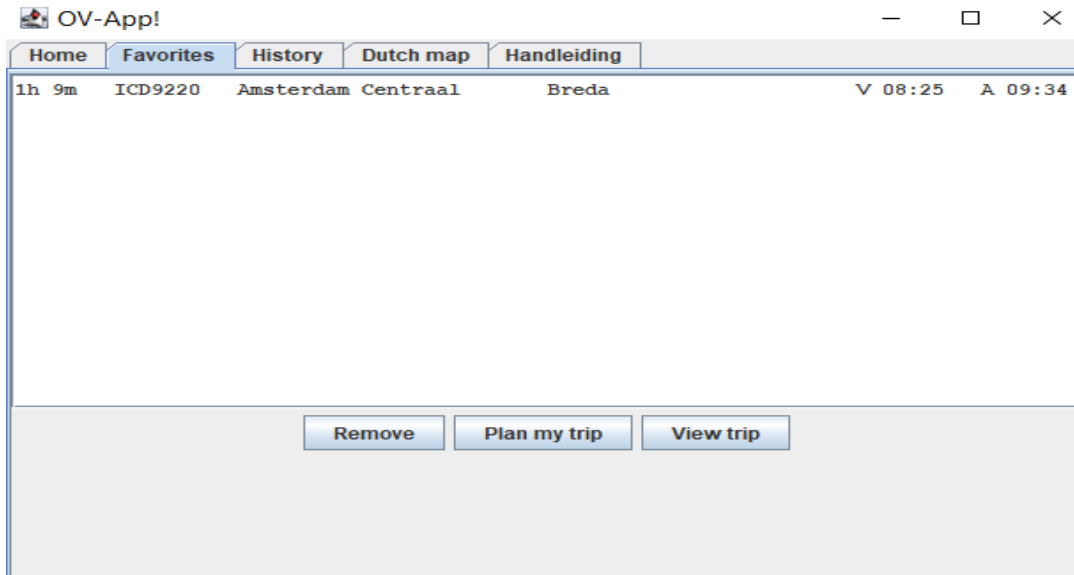 OV-App!
Home Favorites History Dutch map Handleiding
1h 9m ICD9220 Amsterdam Centraal Breda V 08:25 A 09:34
Remove Plan my trip View trip